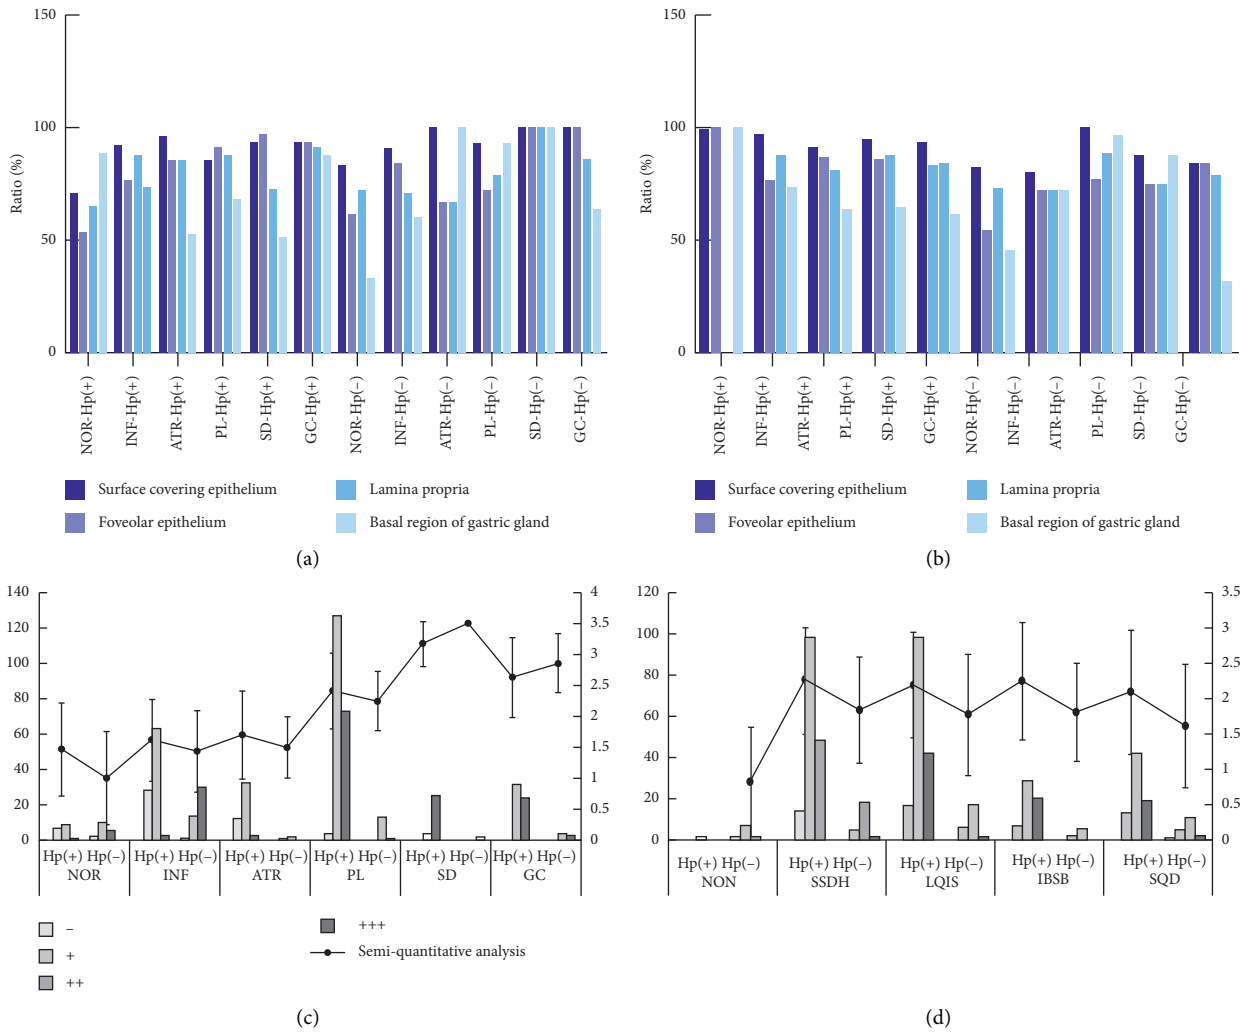 150
100
50
0
Ratio (%)
NOR-Hp(+)
INF-Hp(+)
ATR-Hp(+)
PL-Hp(+)
SD-Hp(+)
GC-Hp(+)
NOR-Hp(−)
INF-Hp(−)
ATR-Hp(−)
PL-Hp(−)
SD-Hp(−)
GC-Hp(−)
Surface covering epithelium
Lamina propria
Foveolar epithelium
Basal region of gastric gland
(a)
150
100
50
0
Ratio (%)
NOR-Hp(+)
INF-Hp(+)
ATR-Hp(+)
PL-Hp(+)
SD-Hp(+)
GC-Hp(+)
NOR-Hp(−)
INF-Hp(−)
ATR-Hp(−)
PL-Hp(−)
SD-Hp(−)
GC-Hp(−)
Surface covering epithelium
Lamina propria
Foveolar epithelium
Basal region of gastric gland
(b)
140
120
100
80
60
40
20
0
4
3.5
3
2.5
2
1.5
1
0.5
0
Hp(+) Hp(−) Hp(+) Hp(−) Hp(+) Hp(−) Hp(+) Hp(−) Hp(+) Hp(−) Hp(+) Hp(−)
NOR INF ATR PL SD GC
−
+
++
+++
Semi-quantitative analysis
(c)
120
100
80
60
40
20
0
3.5
3
2.5
2
1.5
1
0.5
0
Hp(+) Hp(−) Hp(+) Hp(−) Hp(+) Hp(−) Hp(+) Hp(−) Hp(+) Hp(−)
NON SSDH LQIS IBSB SQD
(d)